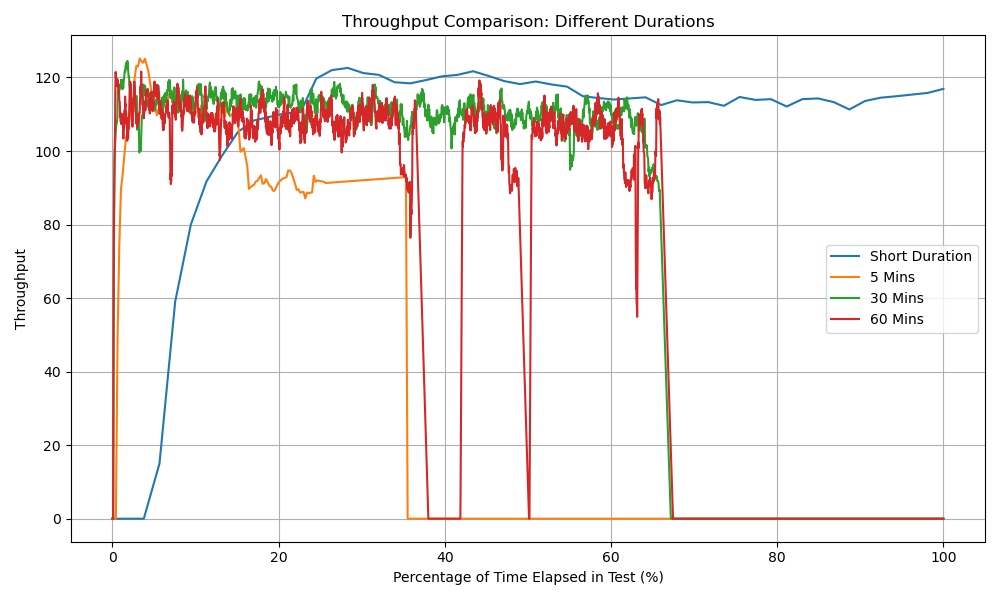 Throughput Comparison: Different Durations
120
100
80
60
40
20
0
Throughput
Short Duration
5 Mins
30 Mins
60 Mins
0 20 40 60 80 100
Percentage of Time Elapsed in Test (%)